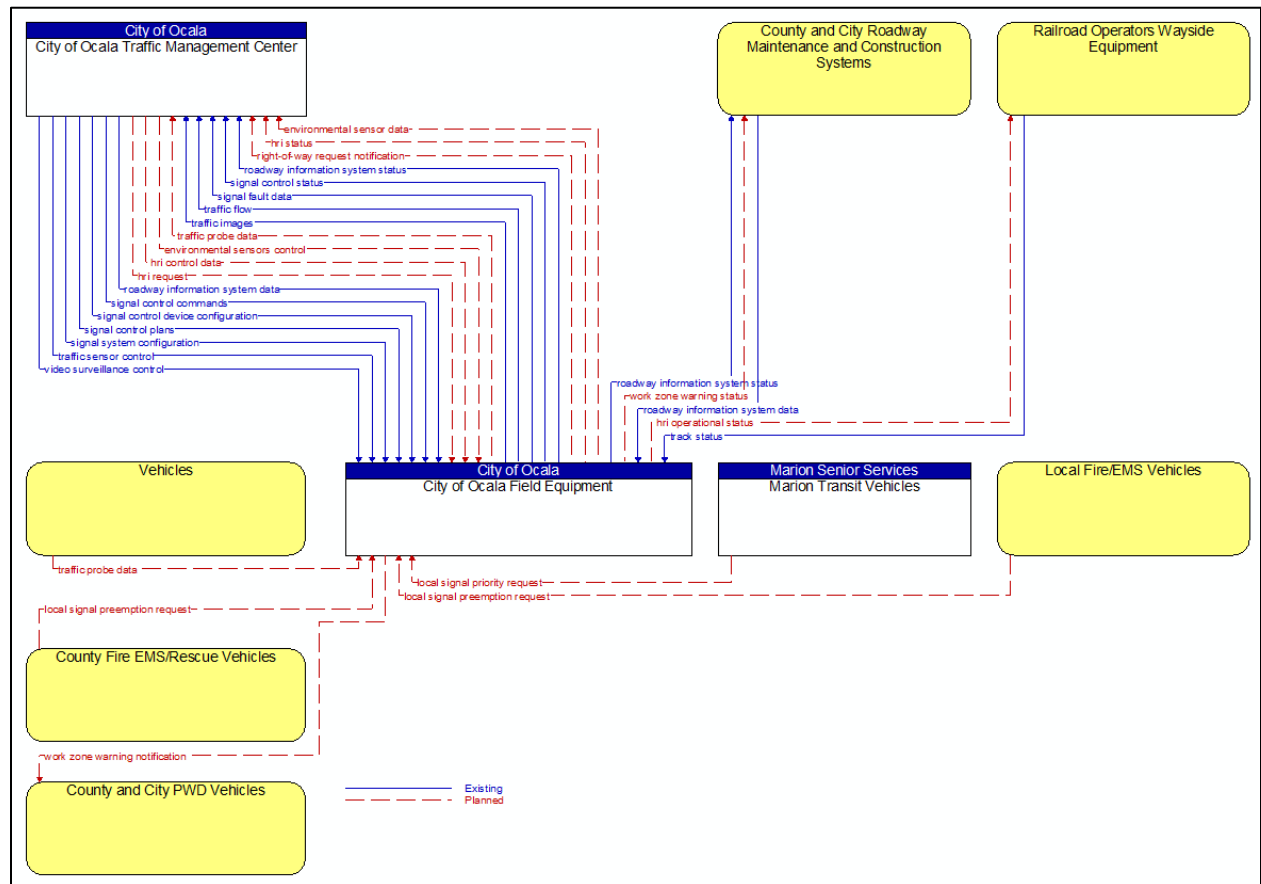 City of Ocala
City of Ocala Traffic Management Center
County and City Roadway
Maintenance and Construction
Systems
Railroad Operators Wayside
Equipment
environmental sensor data
hri status
right-of-way request notification
roadway information system status
signal control status
signal fault data
traffic flow
traffic images
traffic probe data
environmental sensors control
hri control data
hri request
roadway information system data
signal control commands
signal control device configuration
signal control plans
signal system configuration
traffic sensor control
video surveillance control
roadway information system status
work zone warning status
roadway information system data
hri operational status
track status
Vehicles
City of Ocala
City of Ocala Field Equipment
Marion Senior Services
Marion Transit Vehicles
Local Fire/EMS Vehicles
traffic probe data
local signal priority request
local signal preemption request
local signal preemption request
County Fire EMS/Rescue Vehicles
work zone warning notification
County and City PWD Vehicles
Existing
Planned